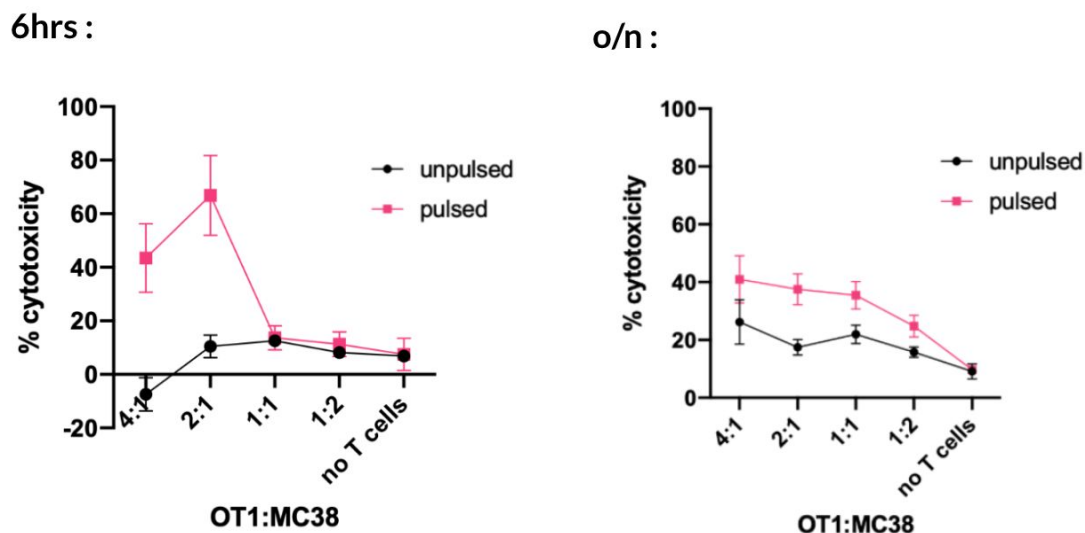 6hrs :
100
80
60
40
20
0
-20
% cytotoxicity
unpulsed
pulsed
4:1
2:1
1:1
1:2
no T cells
OT1:MC38
o/n :
100
80
60
40
20
0
% cytotoxicity
unpulsed
pulsed
4:1
2:1
1:1
1:2
no T cells
OT1:MC38